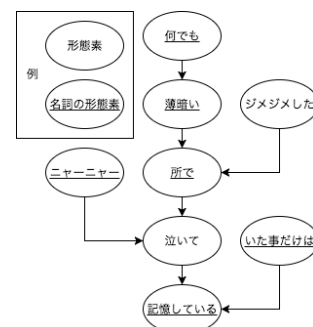 例
形態素
名詞の形態素
何でも
薄暗い
ジメジメした
ニャーニャー
所で
泣いて
いた事だけは
記憶している